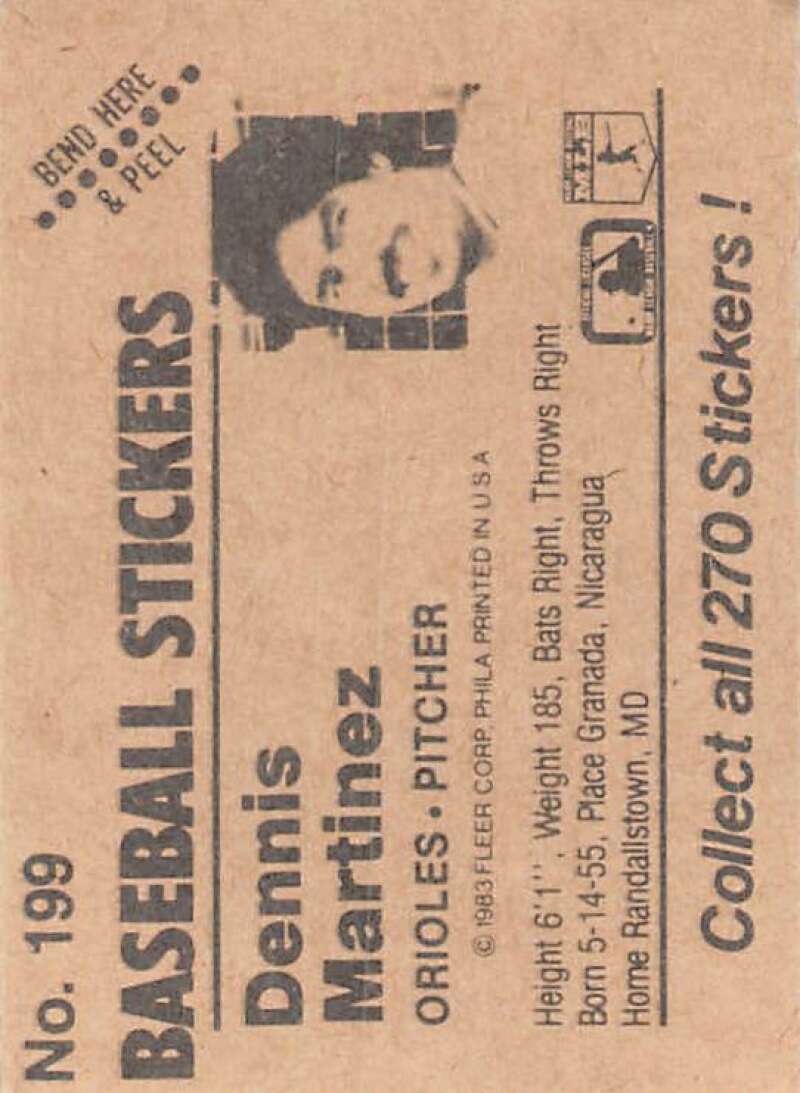 No. 199
BEND HERE
& PEEL
BASEBALL STICKERS
Dennis
Martinez
ORIOLES • PITCHER
© 1983 FLEER CORP. PHILA PRINTED IN U S A
Height 6'1'', Weight 185, Bats Right, Throws Right
Born 5-14-55, Place Granada, Nicaragua
Home Randallstown, MD
Collect all 270 Stickers!